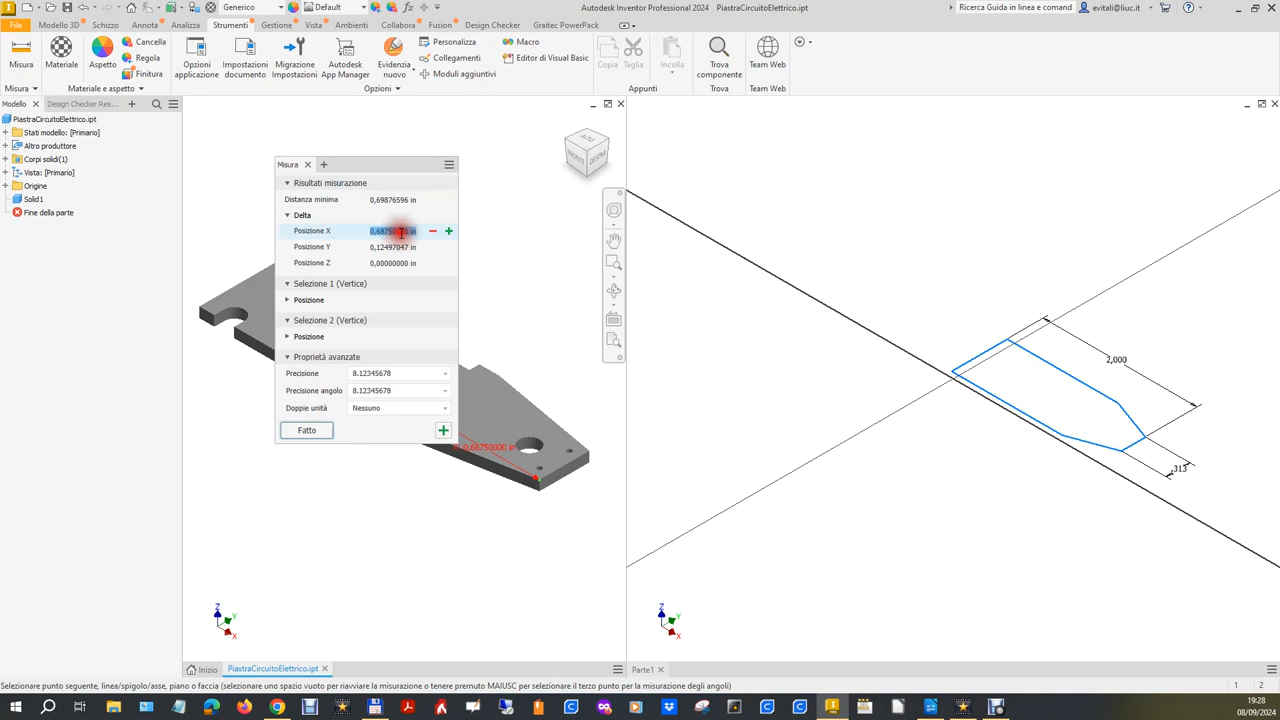 Autodesk Inventor Professional 2024   PiastraCircuitoElettrico.ipt
Generico
Default
Ricerca Guida in linea e comandi
evitali@liuc.it
File
Modello 3D
Schizzo
Annota
Analizza
Strumenti
Gestione
Vista
Ambienti
Collabora
Fusion
Design Checker
Graitec PowerPack
Misura
Materiale
Aspetto
Cancella
Regola
Finitura
Opzioni applicazione
Impostazioni documento
Migrazione Impostazioni
Autodesk App Manager
Evidenzia nuovo
Personalizza
Collegamenti
Moduli aggiuntivi
Macro
Editor di Visual Basic
Copia
Taglia
Incolla
Trova componente
Team Web
Misura
Materiale e aspetto
Opzioni
Appunti
Trova
Team Web
Modello
Design Checker Res...
PiastraCircuitoElettrico.ipt
Stati modello: [Primario]
Altro produttore
Corpi solidi(1)
Vista: [Primario]
Origine
Solid1
Fine della parte
ALTO
FRONTE
DESTRA
Misura
Risultati misurazione
Distanza minima 0,69876596 in
Delta
Posizione X
Posizione Y 0,12497047 in
Posizione Z 0,00000000 in
Selezione 1 (Vertice)
Posizione
Selezione 2 (Vertice)
Posizione
Proprietà avanzate
Precisione 8.12345678
Precisione angolo 8.12345678
Doppie unità Nessuno
Fatto
0,68750000 in
2,000
,313
Z
Y
X
Z
Y
X
Inizio
PiastraCircuitoElettrico.ipt
Parte1
Selezionare punto seguente, linea/spigolo/asse, piano o faccia (selezionare uno spazio vuoto per riavviare la misurazione o tenere premuto MAIUSC per selezionare il terzo punto per la misurazione degli angoli)
1
2
19:28
08/09/2024